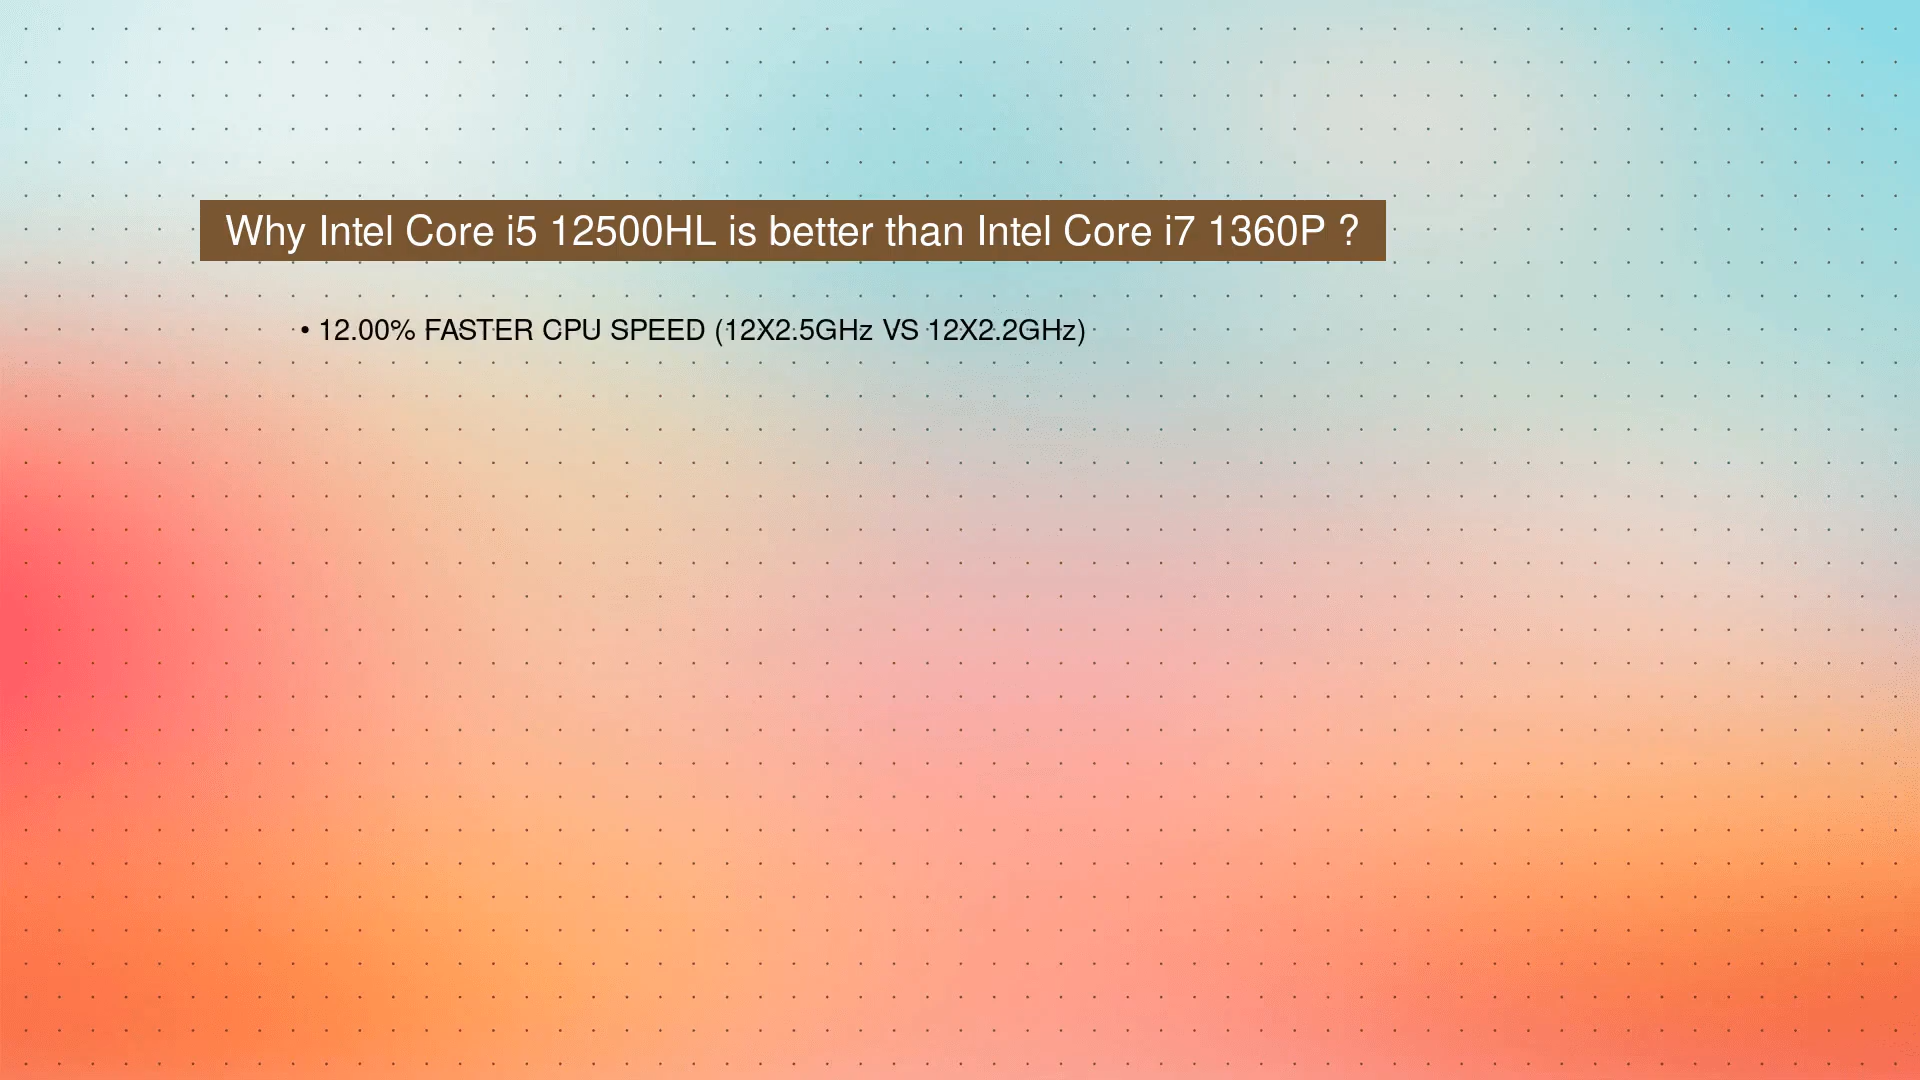 Why Intel Core i5 12500HL is better than Intel Core i7 1360P ?
• 12.00% FASTER CPU SPEED (12X2.5GHz VS 12X2.2GHz)